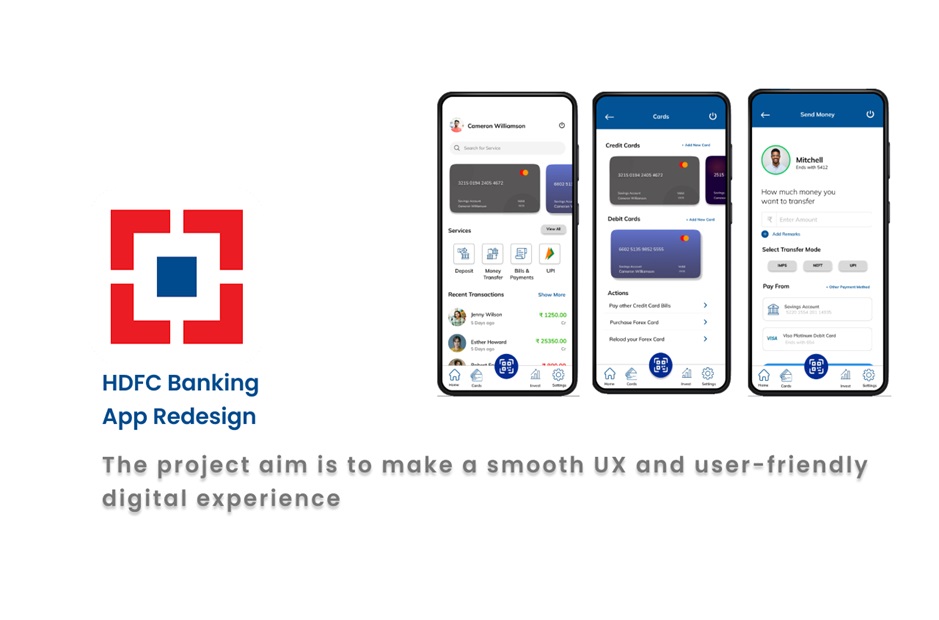 HDFC Banking
App Redesign
The project aim is to make a smooth UX and user-friendly
digital experience
Cameron Williamson
Search for Service
3210 0194 2405 4672
Savings Account
Cameron Williamson
Services
View All
Deposit
Money
Transfer
Bills &
Payments
UPI
Recent Transactions
Show More
Jenny Wilson
₹ 1250.00
5 Days ago
Cr
Esther Howard
₹ 25350.00
5 Days ago
Cr
Home
Cards
Invest
Settings
Cards
Credit Cards
+ Add New Card
3210 0194 2405 4672
2515
Savings Account
Cameron Williamson
Debit Cards
+ Add New Card
6502 5135 9852 5555
Savings Account
Cameron Williamson
Actions
Pay other Credit Card Bills
Purchase Forex Card
Reload your Forex Card
Home
Cards
Invest
Settings
Send Money
Mitchell
Ends with 5412
How much money you
want to transfer
₹ Enter Amount
+ Add Remarks
Select Transfer Mode
IMPS
NEFT
UPI
Pay From
+ Other Payment Method
Savings Account
VISA
Visa Platinum Debit Card
Home
Cards
Invest
Settings